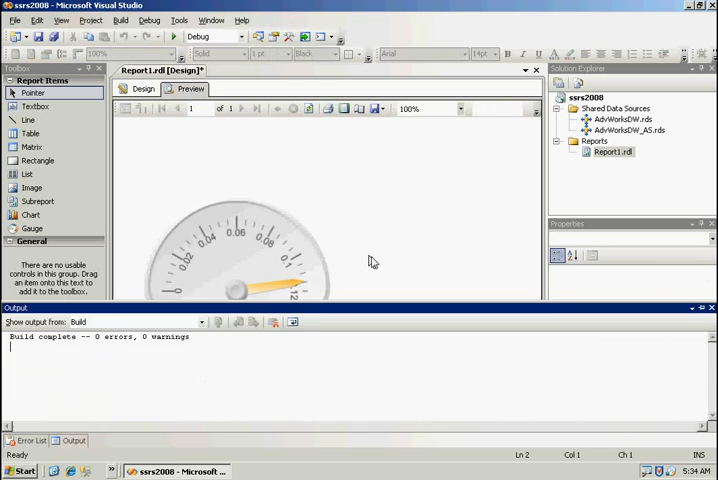 ssrs2008 - Microsoft Visual Studio
File Edit View Project Build Debug Tools Window Help
Debug
100% Solid 1 pt Black Arial 14pt B I U
Toolbox
Report Items
Pointer
Textbox
Line
Table
Matrix
Rectangle
List
Image
Subreport
Chart
Gauge
General
There are no usable
controls in this group. Drag
an item onto this text to
add it to the toolbox.
Report1.rdl [Design]*
Design Preview
1 of 1 100%
0 0.02 0.04 0.06 0.08 0.1
Solution Explorer
ssrs2008
Shared Data Sources
AdvWorksDW.rds
AdvWorksDW_AS.rds
Reports
Report1.rdl
Properties
Output
Show output from: Build
Build complete -- 0 errors, 0 warnings
Error List Output
Ready Ln 2 Col 1 Ch 1 INS
Start ssrs2008 - Microsoft ... 5:34 AM